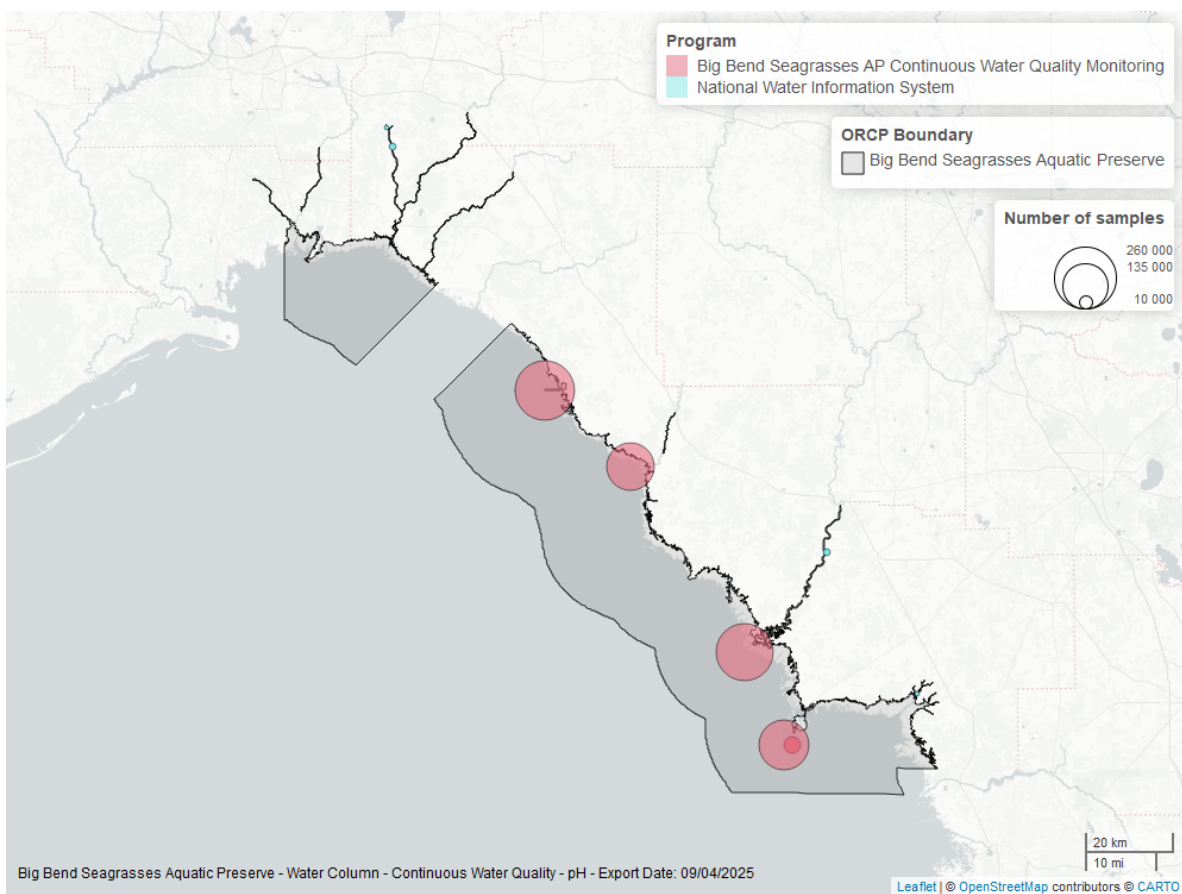 Program
Big Bend Seagrasses AP Continuous Water Quality Monitoring
National Water Information System
ORCP Boundary
Big Bend Seagrasses Aquatic Preserve
Number of samples
260 000
135 000
10 000
20 km
10 mi
Big Bend Seagrasses Aquatic Preserve - Water Column - Continuous Water Quality - pH - Export Date: 09/04/2025
Leaflet | © OpenStreetMap contributors © CARTO